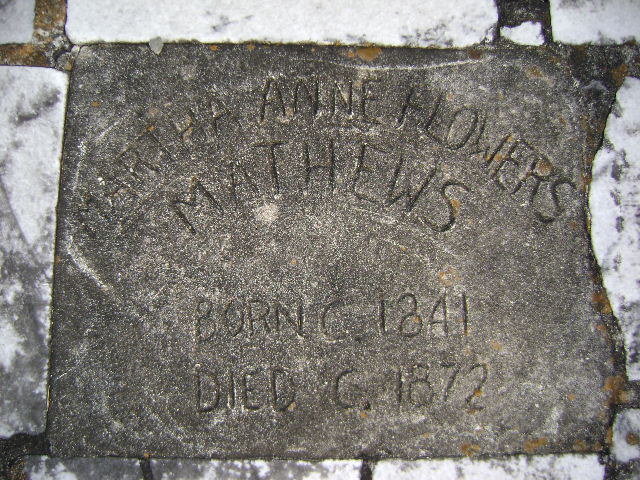 MARTHA ANNE FLOWERS
MATHEWS
BORN C. 1841
DIED C. 1872